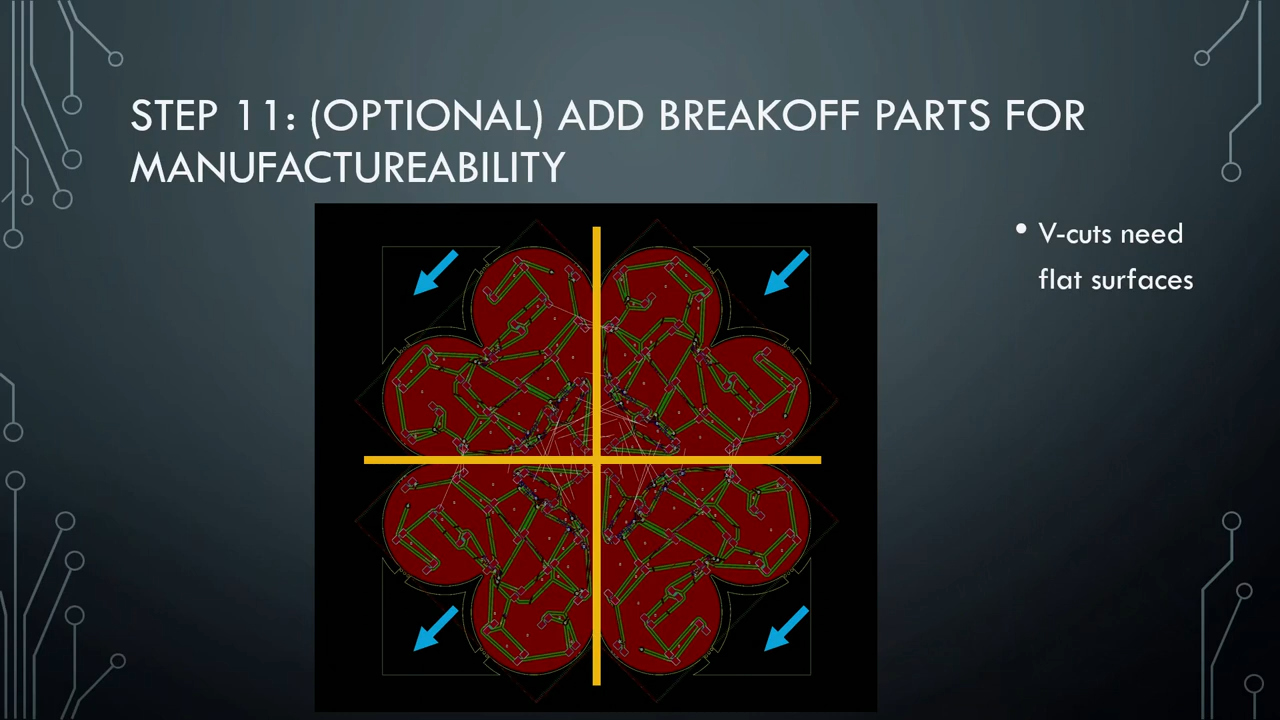 STEP 11: (OPTIONAL) ADD BREAKOFF PARTS FOR
MANUFACTUREABILITY
• V-cuts need
flat surfaces